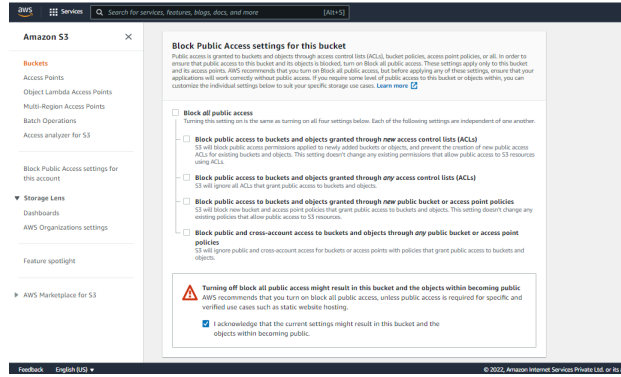 aws
Services
Search for services, features, blogs, docs, and more
[Alt+S]
Amazon S3
Buckets
Access Points
Object Lambda Access Points
Multi-Region Access Points
Batch Operations
Access analyzer for S3
Block Public Access settings for
this account
Storage Lens
Dashboards
AWS Organizations settings
Feature spotlight
AWS Marketplace for S3
Block Public Access settings for this bucket
Public access is granted to buckets and objects through access control lists (ACLs), bucket policies, access point policies, or all. In order to
ensure that public access to this bucket and its objects is blocked, turn on Block all public access. These settings apply only to this bucket
and its access points. AWS recommends that you turn on Block all public access, but before applying any of these settings, ensure that your
applications will work correctly without public access. If you require some level of public access to this bucket or objects within, you can
customize the individual settings below to suit your specific storage use cases. Learn more
Block all public access
Turning this setting on is the same as turning on all four settings below. Each of the following settings are independent of one another.
Block public access to buckets and objects granted through new access control lists (ACLs)
S3 will block public access permissions applied to newly added buckets or objects, and prevent the creation of new public access
ACLs for existing buckets and objects. This setting doesn't change any existing permissions that allow public access to S3 resources
using ACLs.
Block public access to buckets and objects granted through any access control lists (ACLs)
S3 will ignore all ACLs that grant public access to buckets and objects.
Block public access to buckets and objects granted through new public bucket or access point policies
S3 will block new bucket and access point policies that grant public access to buckets and objects. This setting doesn't change any
existing policies that allow public access to S3 resources.
Block public and cross-account access to buckets and objects through any public bucket or access point
policies
S3 will ignore public and cross-account access for buckets or access points with policies that grant public access to buckets and
objects.
Turning off block all public access might result in this bucket and the objects within becoming public
AWS recommends that you turn on block all public access, unless public access is required for specific and
verified use cases such as static website hosting.
I acknowledge that the current settings might result in this bucket and the
objects within becoming public.
Feedback
English (US)
© 2022, Amazon Internet Services Private Ltd. or its